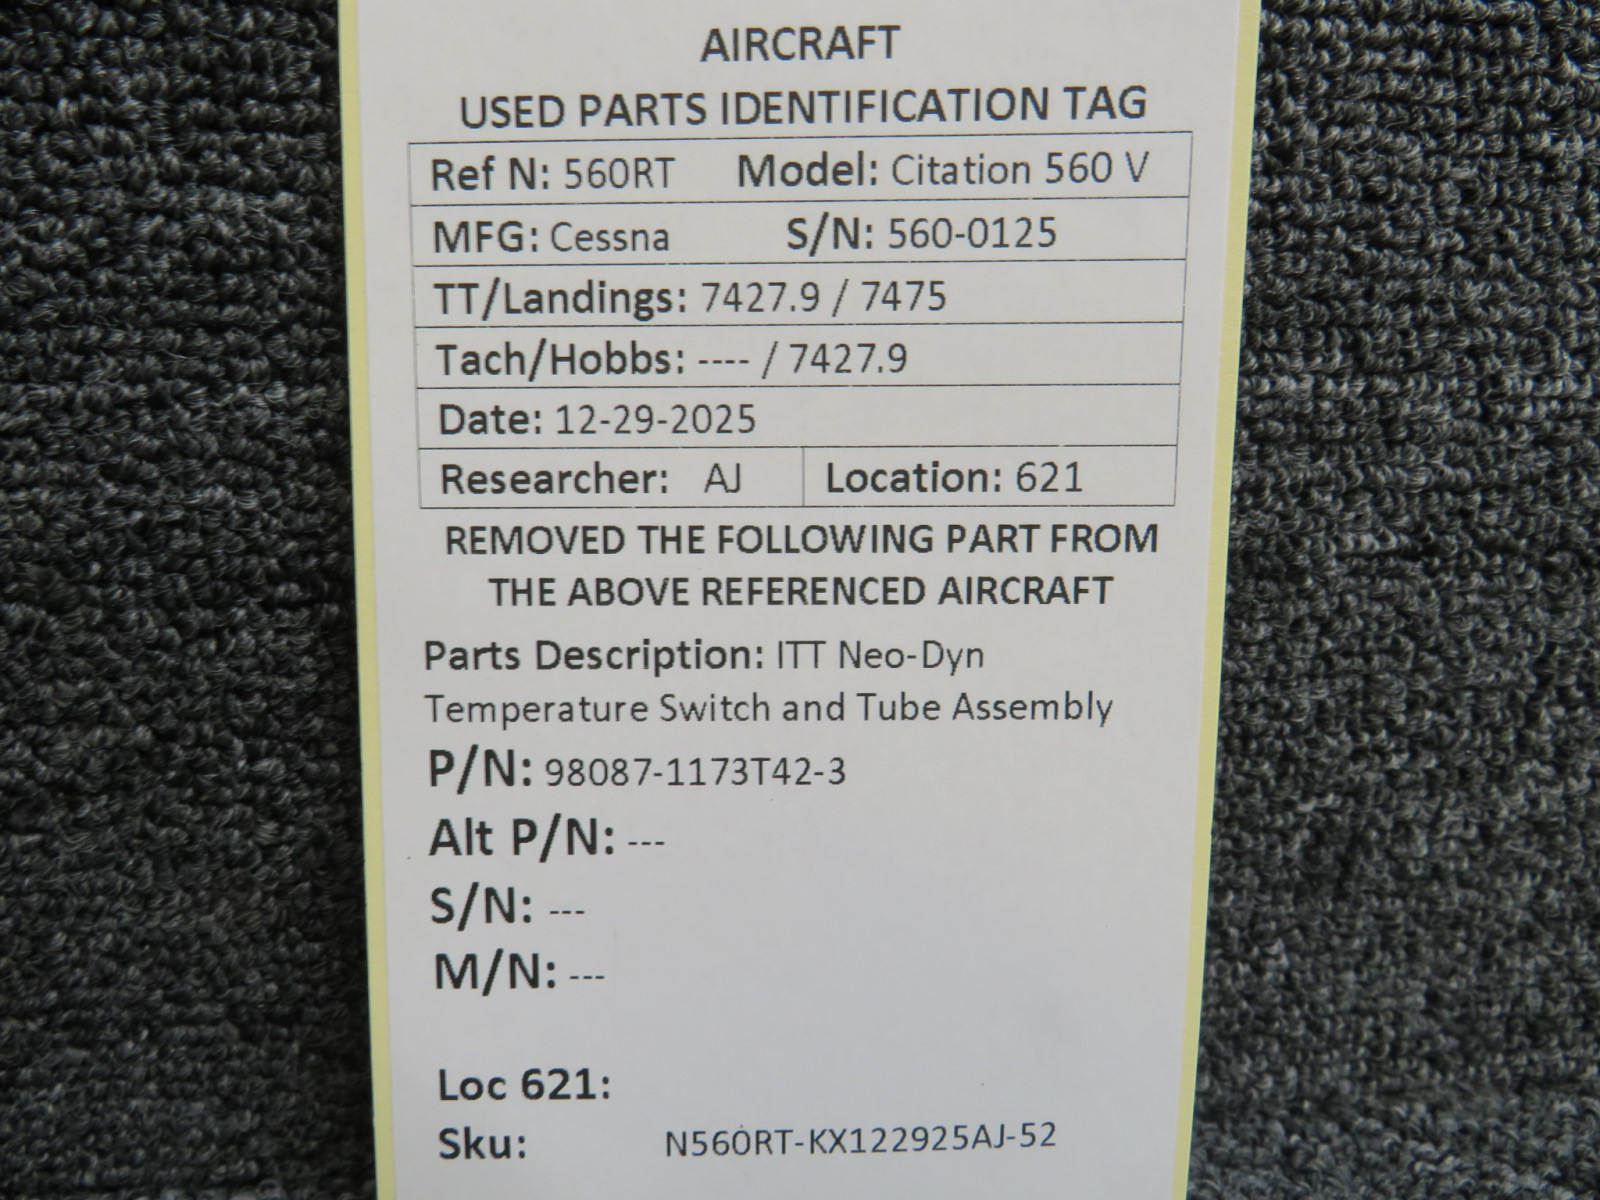 AIRCRAFT
USED PARTS IDENTIFICATION TAG
Ref N: 560RT Model: Citation 560 V
MFG: Cessna S/N: 560-0125
TT/Landings: 7427.9 / 7475
Tach/Hobbs: ---- / 7427.9
Date: 12-29-2025
Researcher: AJ Location: 621
REMOVED THE FOLLOWING PART FROM
THE ABOVE REFERENCED AIRCRAFT
Parts Description: ITT Neo-Dyn
Temperature Switch and Tube Assembly
P/N: 98087-1173T42-3
Alt P/N: ---
S/N: ---
M/N: ---
Loc 621:
Sku: N560RT-KX122925AJ-52